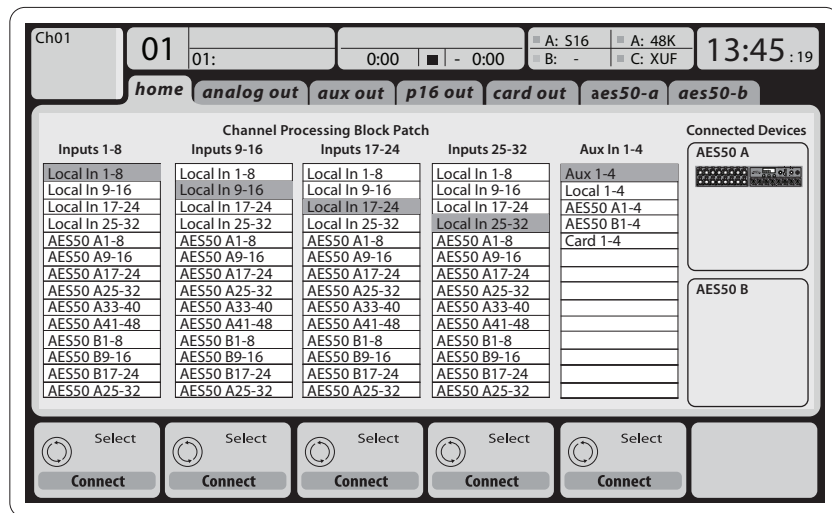 Ch01
01
01:
0:00 - 0:00
A: S16
B: -
A: 48K
C: XUF
13:45 :19
home analog out aux out p16 out card out aes50-a aes50-b
Channel Processing Block Patch
Connected Devices
Inputs 1-8
Local In 1-8
Local In 9-16
Local In 17-24
Local In 25-32
AES50 A1-8
AES50 A9-16
AES50 A17-24
AES50 A25-32
AES50 A33-40
AES50 A41-48
AES50 B1-8
AES50 B9-16
AES50 B17-24
AES50 A25-32
Inputs 9-16
Local In 1-8
Local In 9-16
Local In 17-24
Local In 25-32
AES50 A1-8
AES50 A9-16
AES50 A17-24
AES50 A25-32
AES50 A33-40
AES50 A41-48
AES50 B1-8
AES50 B9-16
AES50 B17-24
AES50 A25-32
Inputs 17-24
Local In 1-8
Local In 9-16
Local In 17-24
Local In 25-32
AES50 A1-8
AES50 A9-16
AES50 A17-24
AES50 A25-32
AES50 A33-40
AES50 A41-48
AES50 B1-8
AES50 B9-16
AES50 B17-24
AES50 A25-32
Inputs 25-32
Local In 1-8
Local In 9-16
Local In 17-24
Local In 25-32
AES50 A1-8
AES50 A9-16
AES50 A17-24
AES50 A25-32
AES50 A33-40
AES50 A41-48
AES50 B1-8
AES50 B9-16
AES50 B17-24
AES50 A25-32
Aux In 1-4
Aux 1-4
Local 1-4
AES50 A1-4
AES50 B1-4
Card 1-4
AES50 A
AES50 B
Select
Connect
Select
Connect
Select
Connect
Select
Connect
Select
Connect